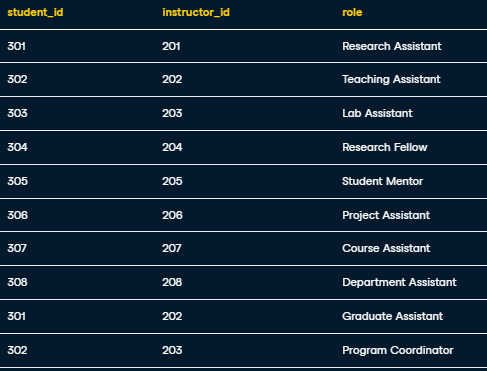 student_id instructor_id role
301 201 Research Assistant
302 202 Teaching Assistant
303 203 Lab Assistant
304 204 Research Fellow
305 205 Student Mentor
306 206 Project Assistant
307 207 Course Assistant
308 208 Department Assistant
301 202 Graduate Assistant
302 203 Program Coordinator